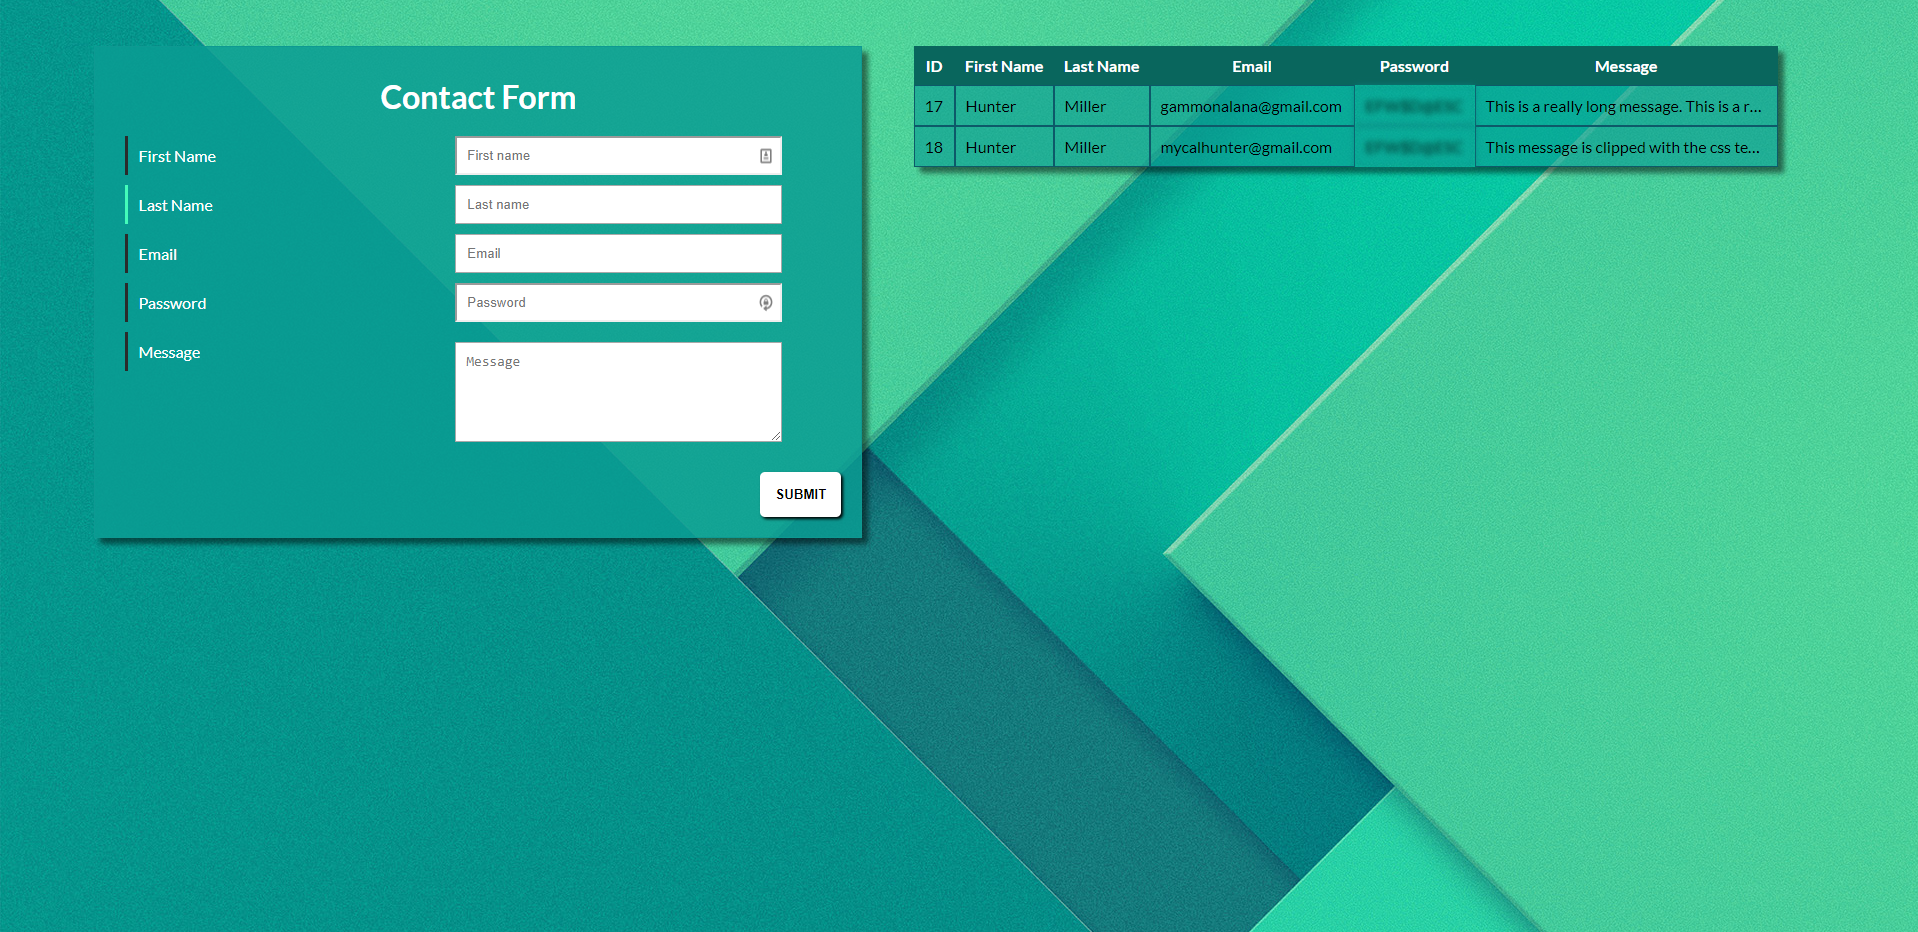 Contact Form
First Name
First name
Last Name
Last name
Email
Email
Password
Password
Message
Message
SUBMIT
ID First Name Last Name Email Password Message
17 Hunter Miller gammonalana@gmail.com This is a really long message. This is a r...
18 Hunter Miller mycalhunter@gmail.com This message is clipped with the css te...